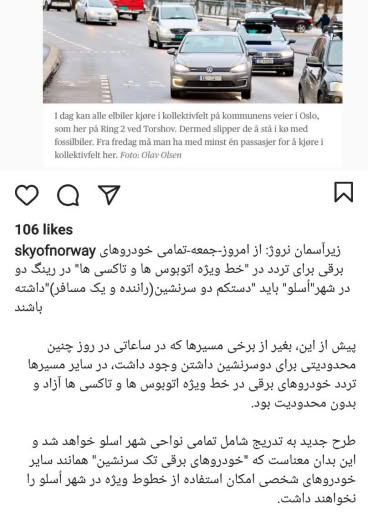 I dag kan alle elbiler kjøre i kollektivfelt på kommunens veier i Oslo,
som her på Ring 2 ved Torshov. Dermed slipper de å stå i kø med
fossilbiler. Fra fredag må man ha med minst én passasjer for å kjøre i
kollektivfelt her. Foto: Olav Olsen
106 likes
skyofnorway زیرآسمان نروژ: از امروز-جمعه-تمامی خودروهای
برقی برای تردد در "خط ویژه اتوبوس ها و تاکسی ها" در رینگ دو
در شهر"اُسلو" باید "دستکم دو سرنشین(راننده و یک مسافر)"داشته
باشند
پیش از این، بغیر از برخی مسیرها که در ساعاتی در روز چنین
محدودیتی برای دوسرنشین داشتن وجود داشت، در سایر مسیرها
تردد خودروهای برقی در خط ویژه اتوبوس ها و تاکسی ها آزاد و
بدون محدودیت بود.
طرح جدید به تدریج شامل تمامی نواحی شهر اسلو خواهد شد و
این بدان معناست که "خودروهای برقی تک سرنشین" همانند سایر
خودروهای شخصی امکان استفاده از خطوط ویژه در شهر اُسلو را
نخواهند داشت.